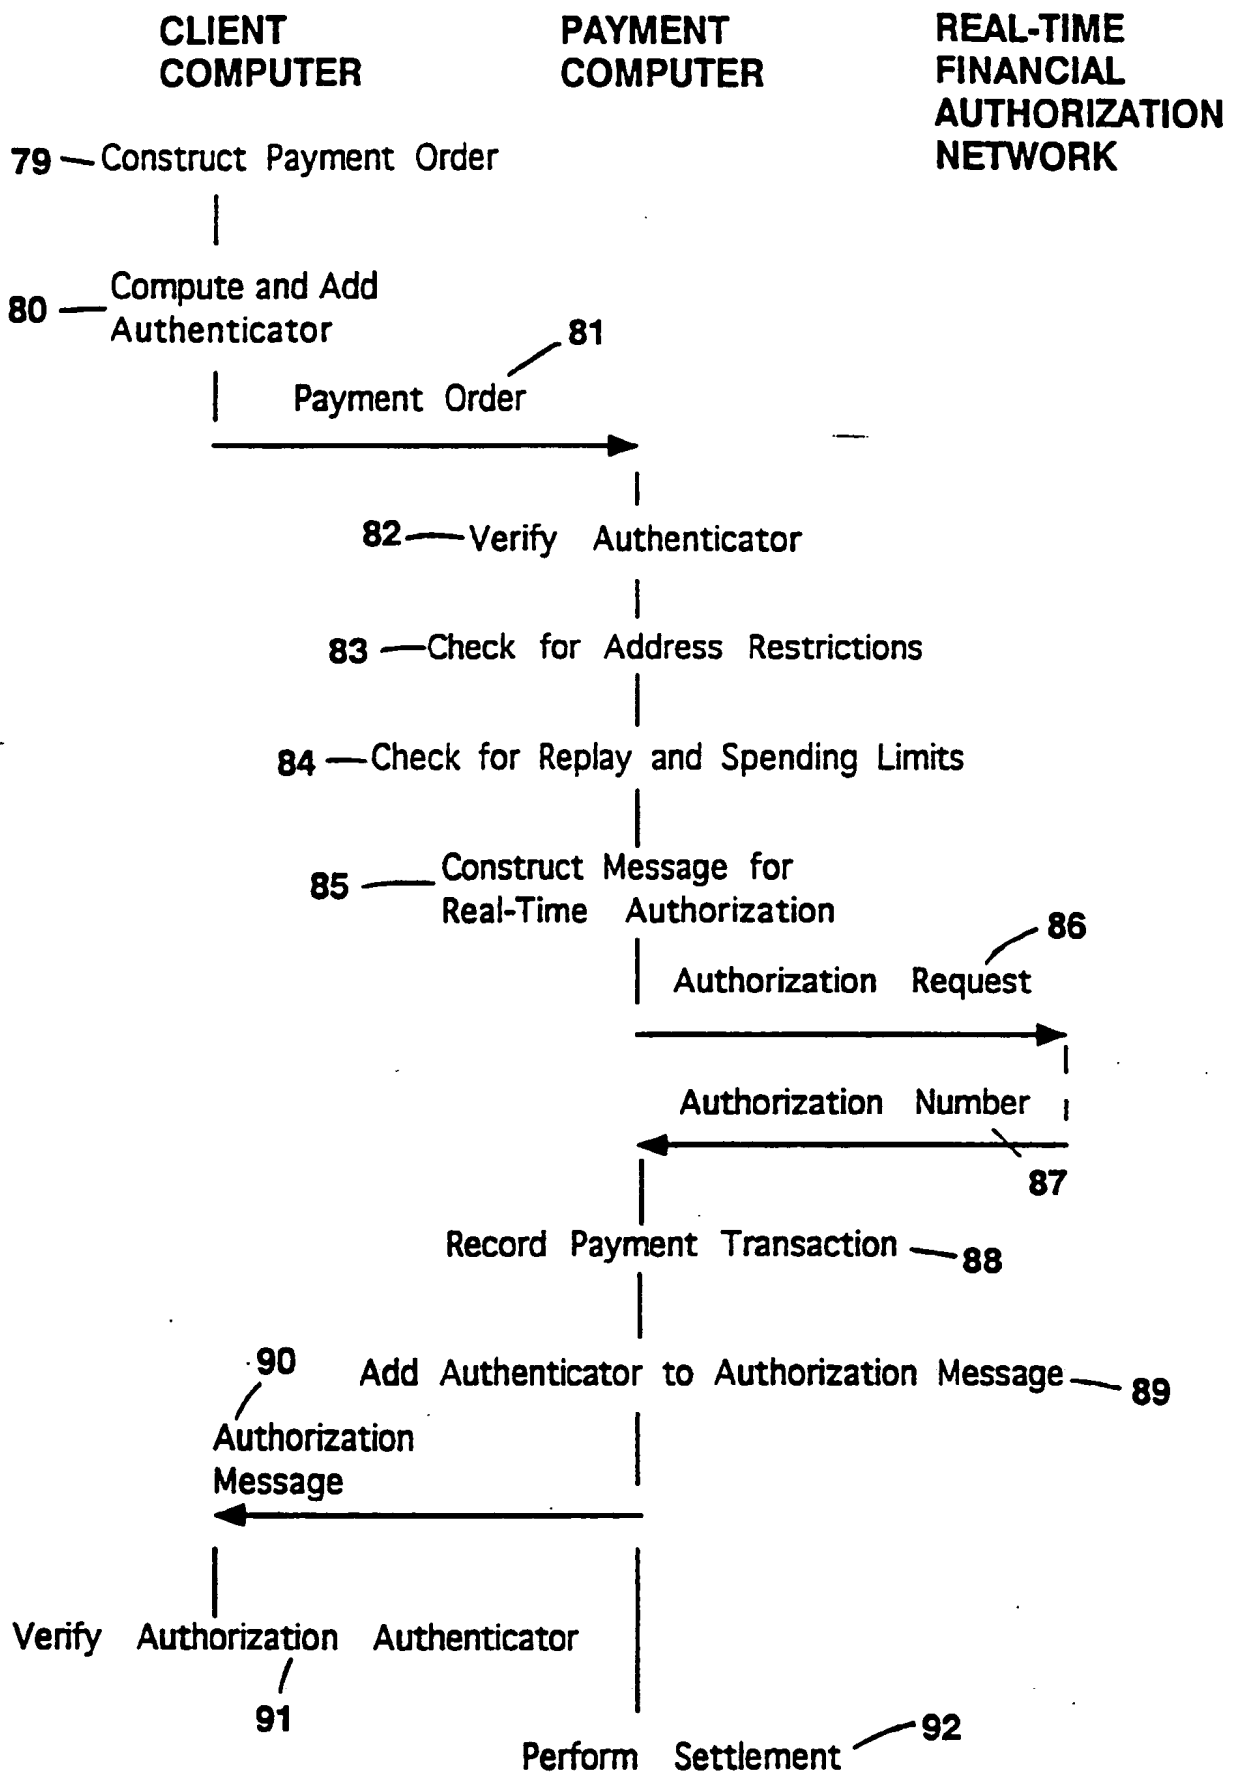 CLIENT
COMPUTER
PAYMENT
COMPUTER
REAL-TIME
FINANCIAL
AUTHORIZATION
NETWORK
79 Construct Payment Order
80 Compute and Add
Authenticator
81
Payment Order
82 Verify Authenticator
83 Check for Address Restrictions
84 Check for Replay and Spending Limits
85 Construct Message for
Real-Time Authorization
86
Authorization Request
Authorization Number
87
Record Payment Transaction 88
90
Add Authenticator to Authorization Message 89
Authorization
Message
Verify Authorization Authenticator
91
92
Perform Settlement